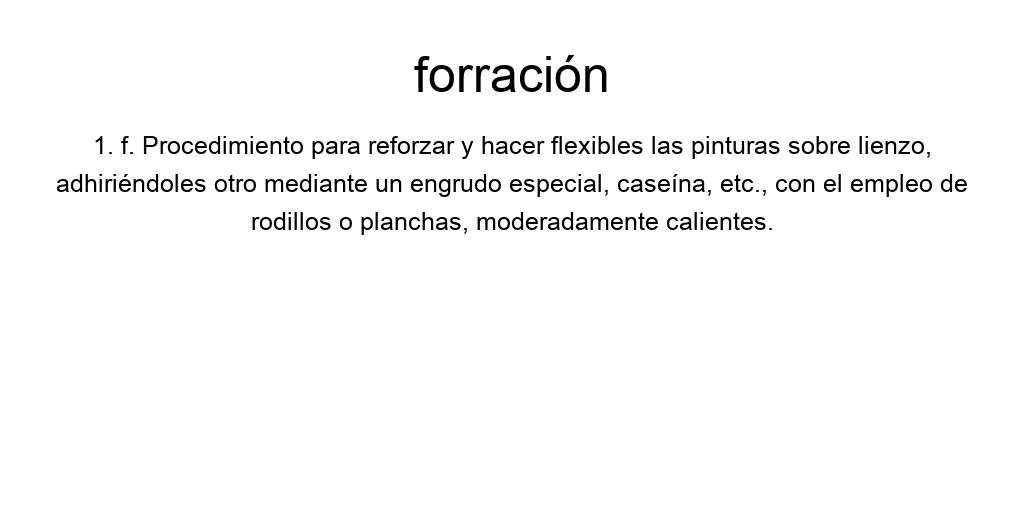 forración
1. f. Procedimiento para reforzar y hacer flexibles las pinturas sobre lienzo,
adhiriéndoles otro mediante un engrudo especial, caseína, etc., con el empleo de
rodillos o planchas, moderadamente calientes.